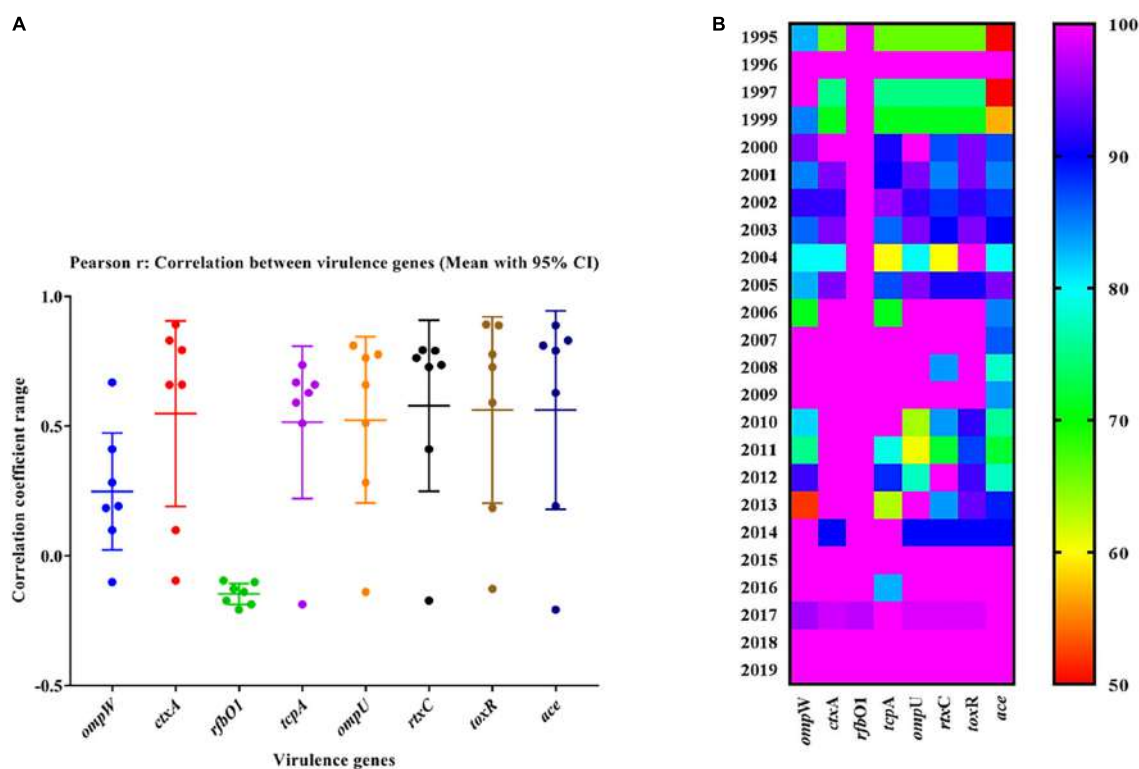 A
Pearson r: Correlation between virulence genes (Mean with 95% CI)
Correlation coefficient range
1.0
0.5
0.0
-0.5
ompW
ctxA
rfbO1
tcpA
ompU
rtxC
toxR
ace
Virulence genes
B
1995
1996
1997
1999
2000
2001
2002
2003
2004
2005
2006
2007
2008
2009
2010
2011
2012
2013
2014
2015
2016
2017
2018
2019
ompW
ctxA
rfbO1
tcpA
ompU
rtxC
toxR
ace
100
90
80
70
60
50